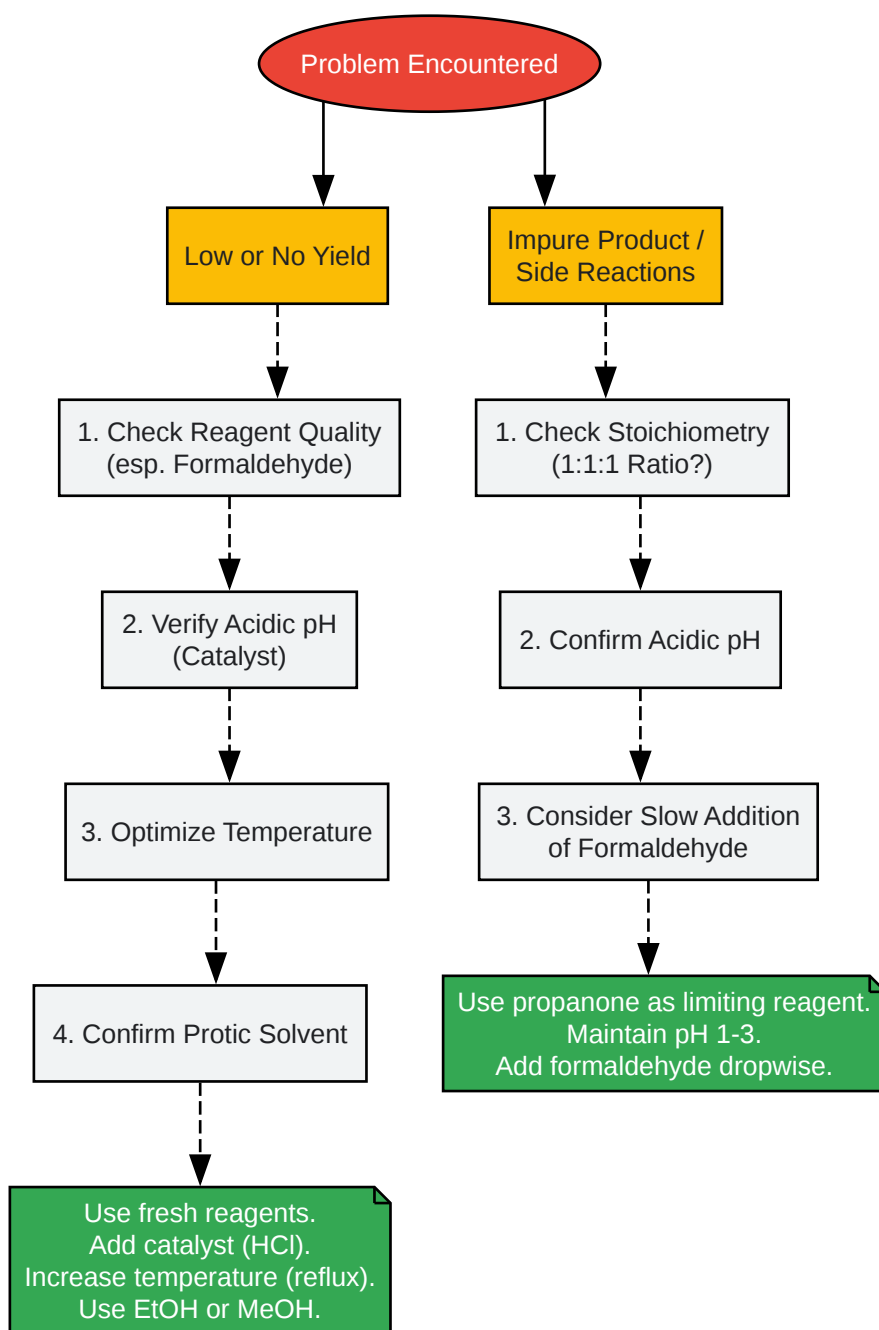 Problem Encountered
Low or No Yield
Impure Product /
Side Reactions
1. Check Reagent Quality
(esp. Formaldehyde)
1. Check Stoichiometry
(1:1:1 Ratio?)
2. Verify Acidic pH
(Catalyst)
2. Confirm Acidic pH
3. Optimize Temperature
3. Consider Slow Addition
of Formaldehyde
4. Confirm Protic Solvent
Use propanone as limiting reagent.
Maintain pH 1-3.
Add formaldehyde dropwise.
Use fresh reagents.
Add catalyst (HCl).
Increase temperature (reflux).
Use EtOH or MeOH.